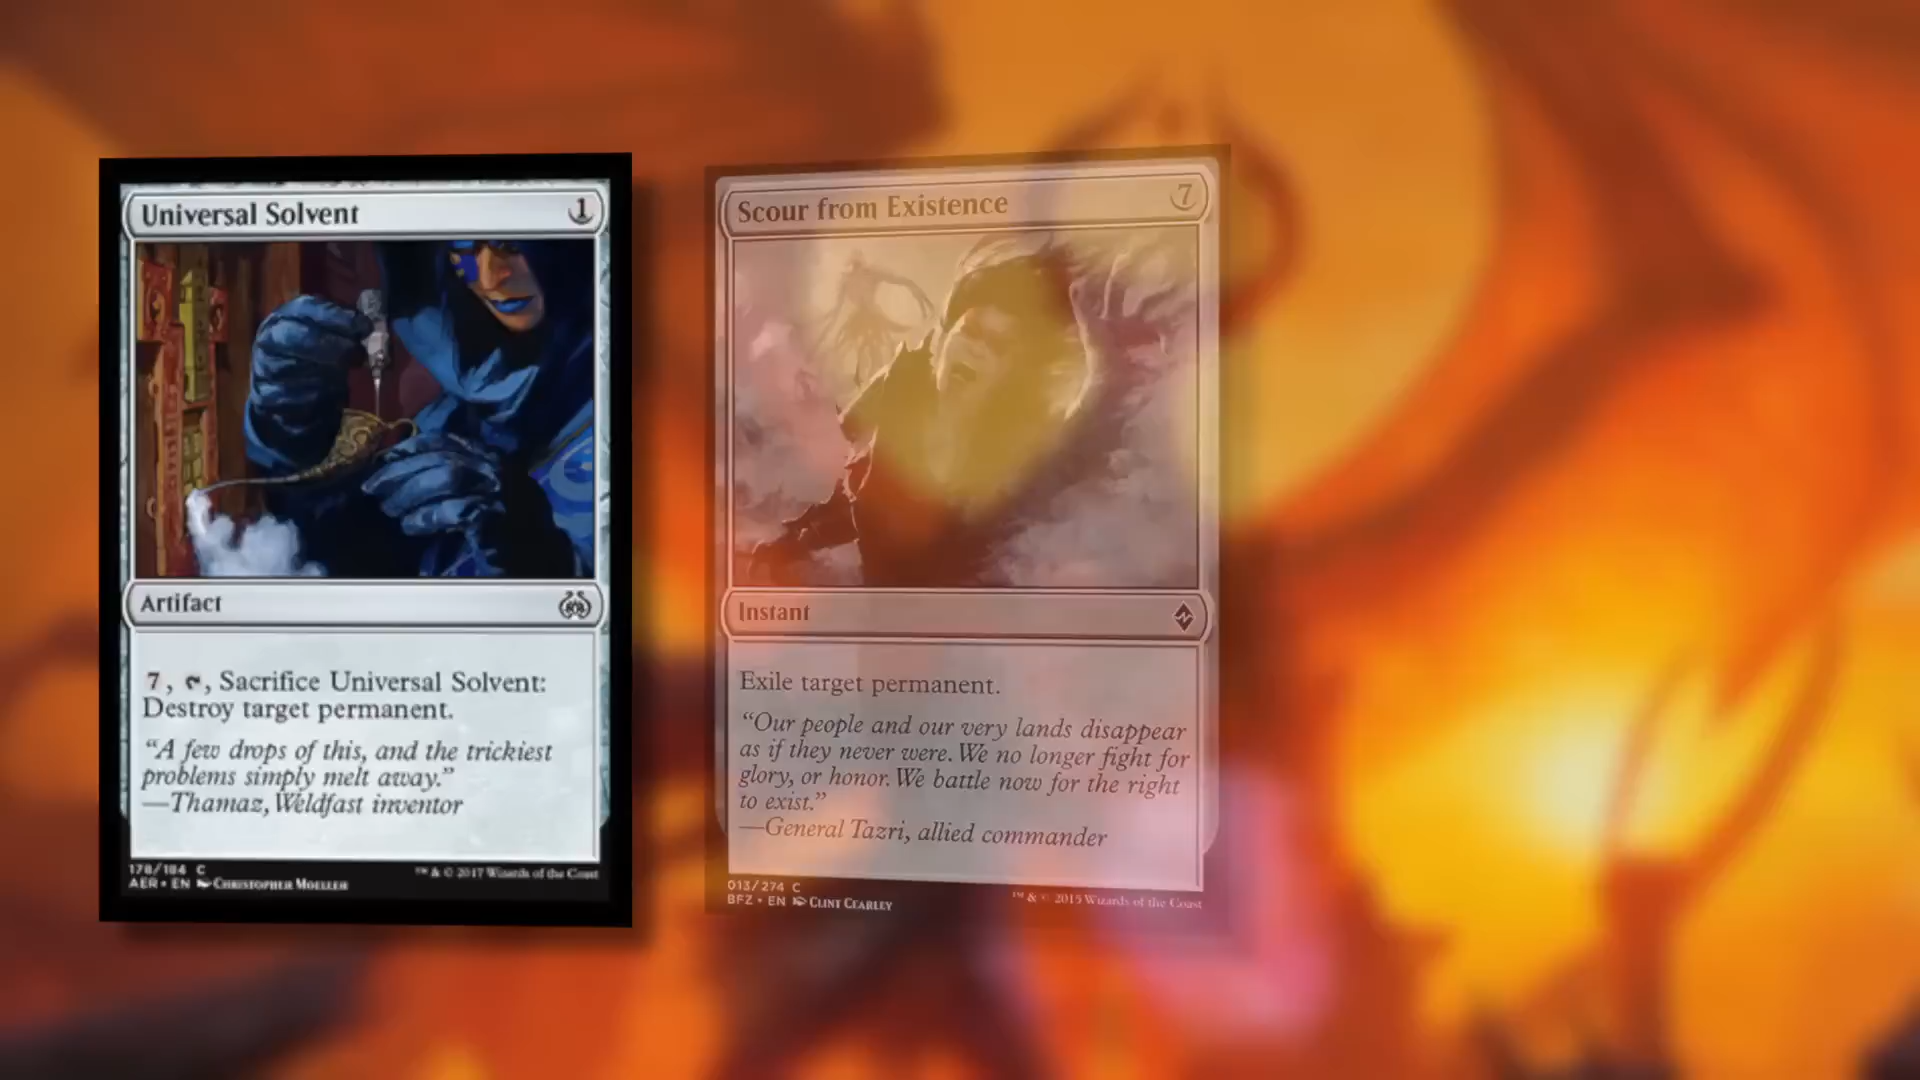 Universal Solvent 1
Artifact
7, T, Sacrifice Universal Solvent:
Destroy target permanent.
“A few drops of this, and the trickiest
problems simply melt away.”
—Thamaz, Weldfast inventor
178/184 C
AER • EN Christopher Moeller
™ & © 2017 Wizards of the Coast
Scour from Existence 7
Instant
Exile target permanent.
“Our people and our very lands disappear
as if they never were. We no longer fight for
glory, or honor. We battle now for the right
to exist.”
—General Tazri, allied commander
013/274 C
BFZ • EN Clint Cearley
™ & © 2015 Wizards of the Coast